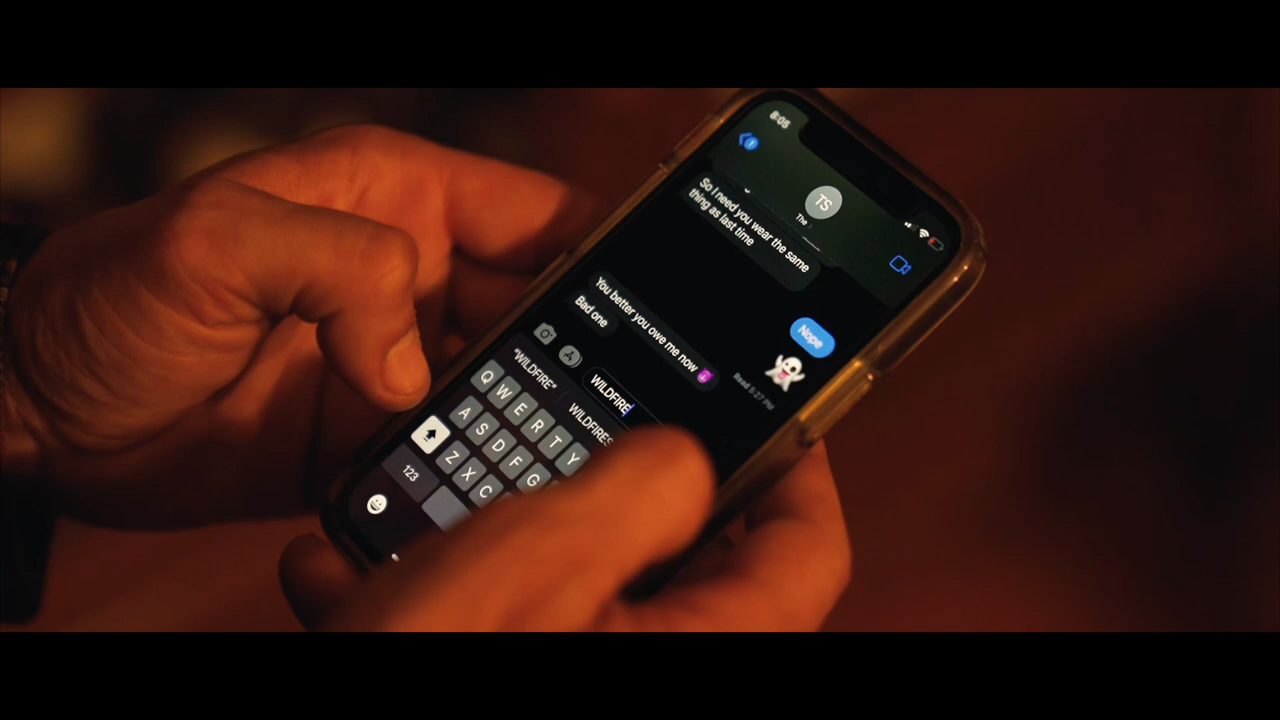 8:05
TS
The
So I need you wear the same
thing as last time
Nope
Read 5:27 PM
You better you owe me now
Bad one
WILDFIRE
"WILDFIRE"
WILDFIRES
Q W E R T Y
A S D F G
Z X C
123